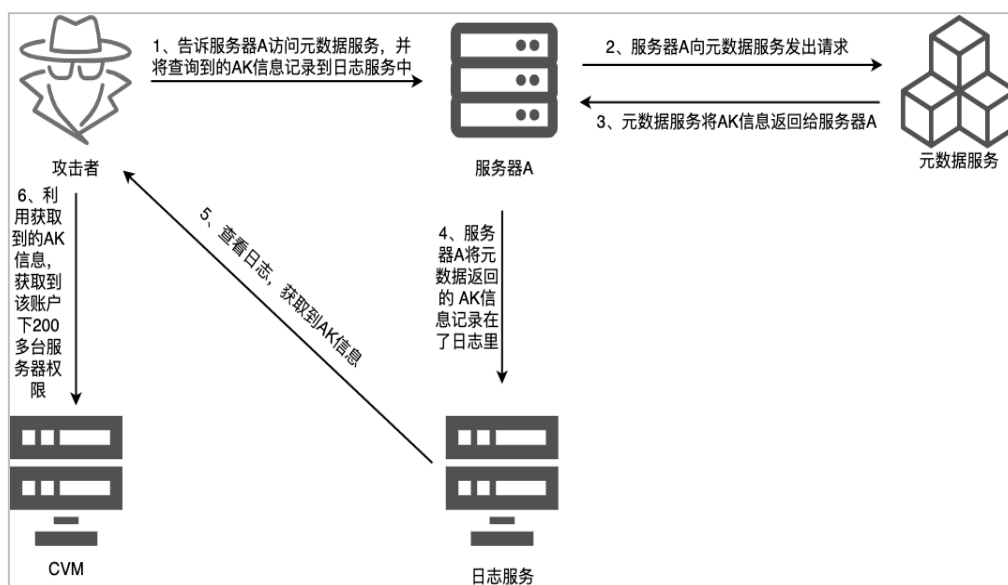 1、告诉服务器A访问元数据服务，并
将查询到的AK信息记录到日志服务中
2、服务器A向元数据服务发出请求
3、元数据服务将AK信息返回给服务器A
攻击者
服务器A
元数据服务
6、利
用获取
到的AK
信息，
获取到
该账户
下200
多台服
务器权
限
5、查看日志，获取到AK信息
4、服务
器A将元
数据返回
的 AK信
息记录在
了日志里
CVM
日志服务